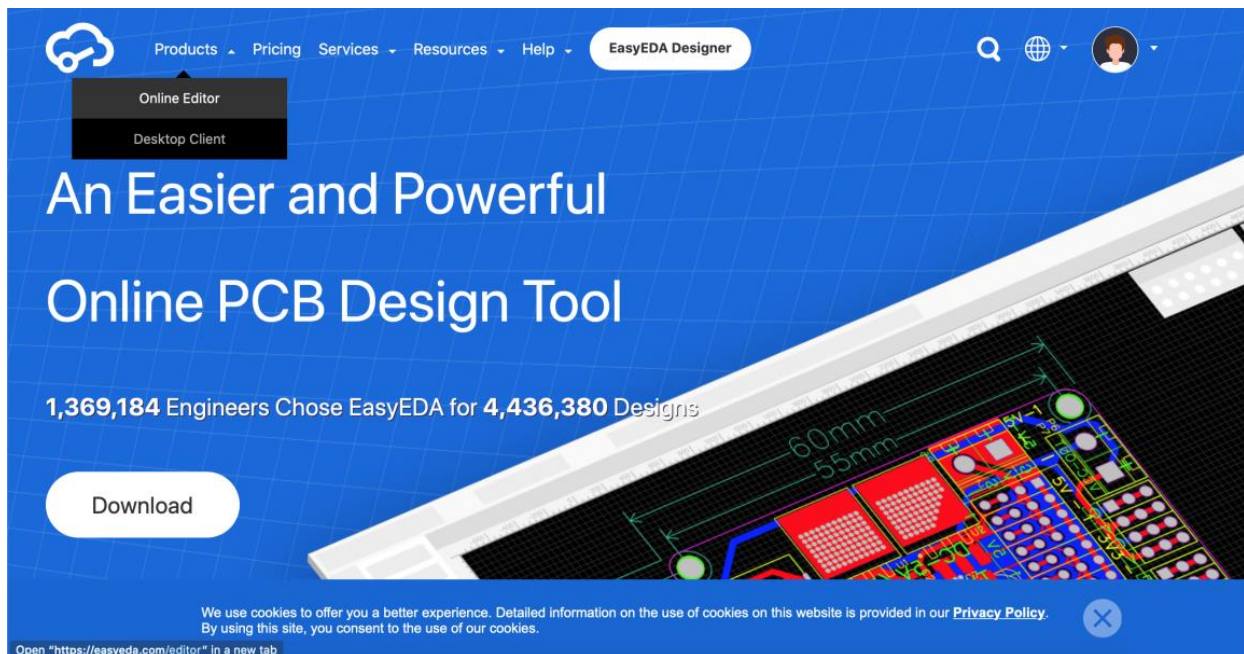 Products Pricing Services Resources Help EasyEDA Designer
Online Editor
Desktop Client
An Easier and Powerful
Online PCB Design Tool
1,369,184 Engineers Chose EasyEDA for 4,436,380 Designs
Download
60mm
55mm
5V-1
We use cookies to offer you a better experience. Detailed information on the use of cookies on this website is provided in our Privacy Policy.
By using this site, you consent to the use of our cookies.
Open "https://easyeda.com/editor" in a new tab